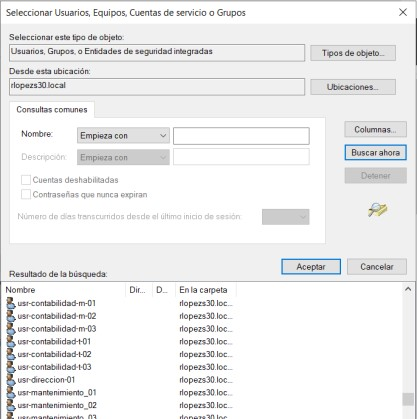 Seleccionar Usuarios, Equipos, Cuentas de servicio o Grupos
Seleccionar este tipo de objeto:
Usuarios, Grupos, o Entidades de seguridad integradas
Tipos de objeto...
Desde esta ubicación:
rlopezs30.local
Ubicaciones...
Consultas comunes
Nombre:
Empieza con
Columnas...
Descripción:
Empieza con
Buscar ahora
Cuentas deshabilitadas
Detener
Contraseñas que nunca expiran
Número de días transcurridos desde el último inicio de sesión:
Aceptar
Cancelar
Resultado de la búsqueda:
Nombre Dir... D... En la carpeta
usr-contabilidad-m-01 rlopezs30.loc...
usr-contabilidad-m-02 rlopezs30.loc...
usr-contabilidad-m-03 rlopezs30.loc...
usr-contabilidad-t-01 rlopezs30.loc...
usr-contabilidad-t-02 rlopezs30.loc...
usr-contabilidad-t-03 rlopezs30.loc...
usr-direccion-01 rlopezs30.loc...
usr-mantenimiento_01 rlopezs30.loc...
usr-mantenimiento_02 rlopezs30.loc...
usr-mantenimiento_03 rlopezs30.loc...